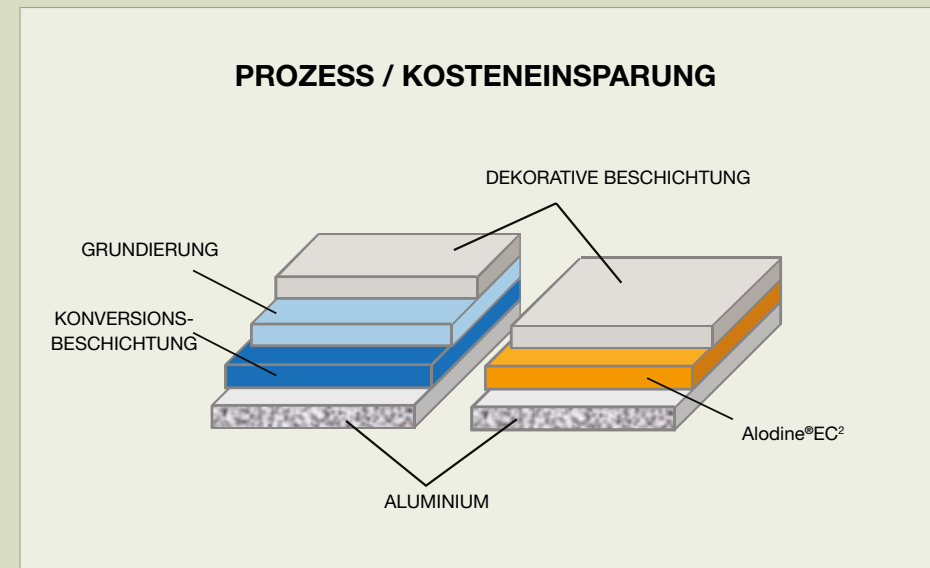 PROZESS / KOSTENEINSPARUNG
DEKORATIVE BESCHICHTUNG
GRUNDIERUNG
KONVERSIONS-
BESCHICHTUNG
Alodine®EC²
ALUMINIUM